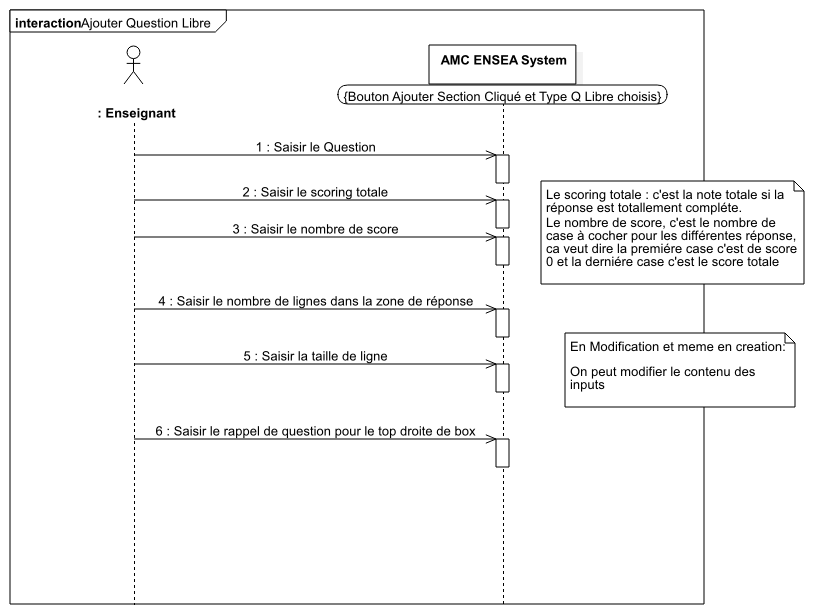 interactionAjouter Question Libre
AMC ENSEA System
{Bouton Ajouter Section Cliqué et Type Q Libre choisis}
: Enseignant
1 : Saisir le Question
2 : Saisir le scoring totale
3 : Saisir le nombre de score
4 : Saisir le nombre de lignes dans la zone de réponse
5 : Saisir la taille de ligne
6 : Saisir le rappel de question pour le top droite de box
Le scoring totale : c'est la note totale si la
réponse est totallement compléte.
Le nombre de score, c'est le nombre de
case à cocher pour les différentes réponse,
ca veut dire la premiére case c'est de score
0 et la derniére case c'est le score totale
En Modification et meme en creation:
On peut modifier le contenu des
inputs